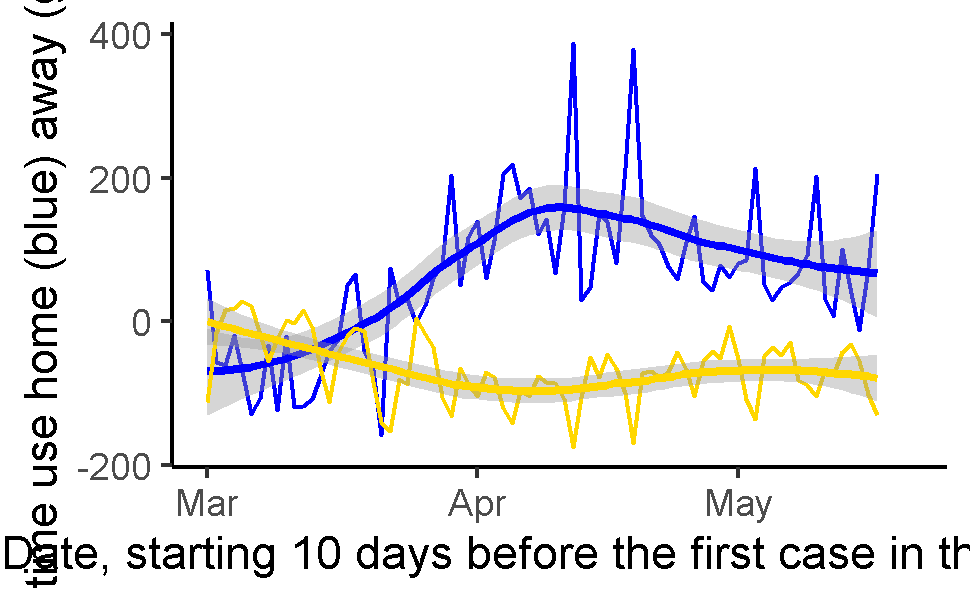 400
200
0
-200
Mar Apr May
Date, starting 10 days before the first case in th
time use home (blue) away (g